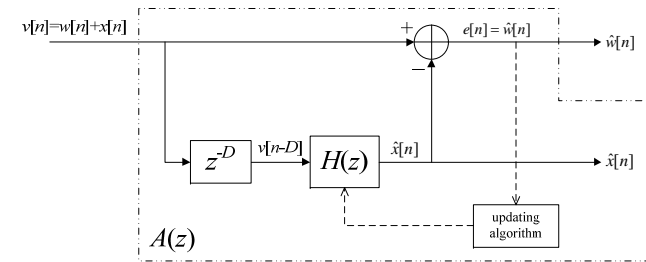 v[n]=w[n]+x[n]
+
e[n] = ŵ[n]
ŵ[n]
−
z^-D
v[n-D]
H(z)
x̂[n]
x̂[n]
updating
algorithm
A(z)